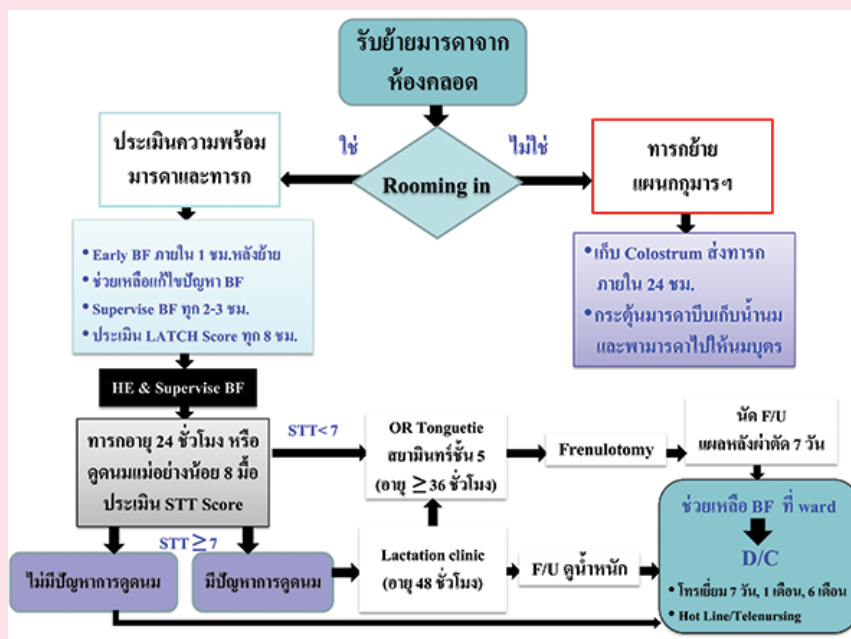 รับย้ายมารดาจาก
ห้องคลอด
ใช่
Rooming in
ไม่ใช่
ประเมินความพร้อม
มารดาและทารก
ทารกย้าย
แผนกกุมารฯ
• Early BF ภายใน 1 ชม.หลังย้าย
• ช่วยเหลือแก้ไขปัญหา BF
• Supervise BF ทุก 2-3 ชม.
• ประเมิน LATCH Score ทุก 8 ชม.
• เก็บ Colostrum ส่งทารก
ภายใน 24 ชม.
• กระตุ้นมารดาบีบเก็บน้ำนม
และพามารดาไปให้นมบุตร
HE & Supervise BF
ทารกอายุ 24 ชั่วโมง หรือ
ดูดนมแม่อย่างน้อย 8 มื้อ
ประเมิน STT Score
STT< 7
OR Tonguetie
สยามินทร์ชั้น 5
(อายุ ≥ 36 ชั่วโมง)
Frenulotomy
นัด F/U
แผลหลังผ่าตัด 7 วัน
STT ≥ 7
ไม่มีปัญหาการดูดนม
มีปัญหาการดูดนม
Lactation clinic
(อายุ 48 ชั่วโมง)
F/U ดูน้ำหนัก
ช่วยเหลือ BF ที่ ward
D/C
• โทรเยี่ยม 7 วัน, 1 เดือน, 6 เดือน
• Hot Line/Telenursing